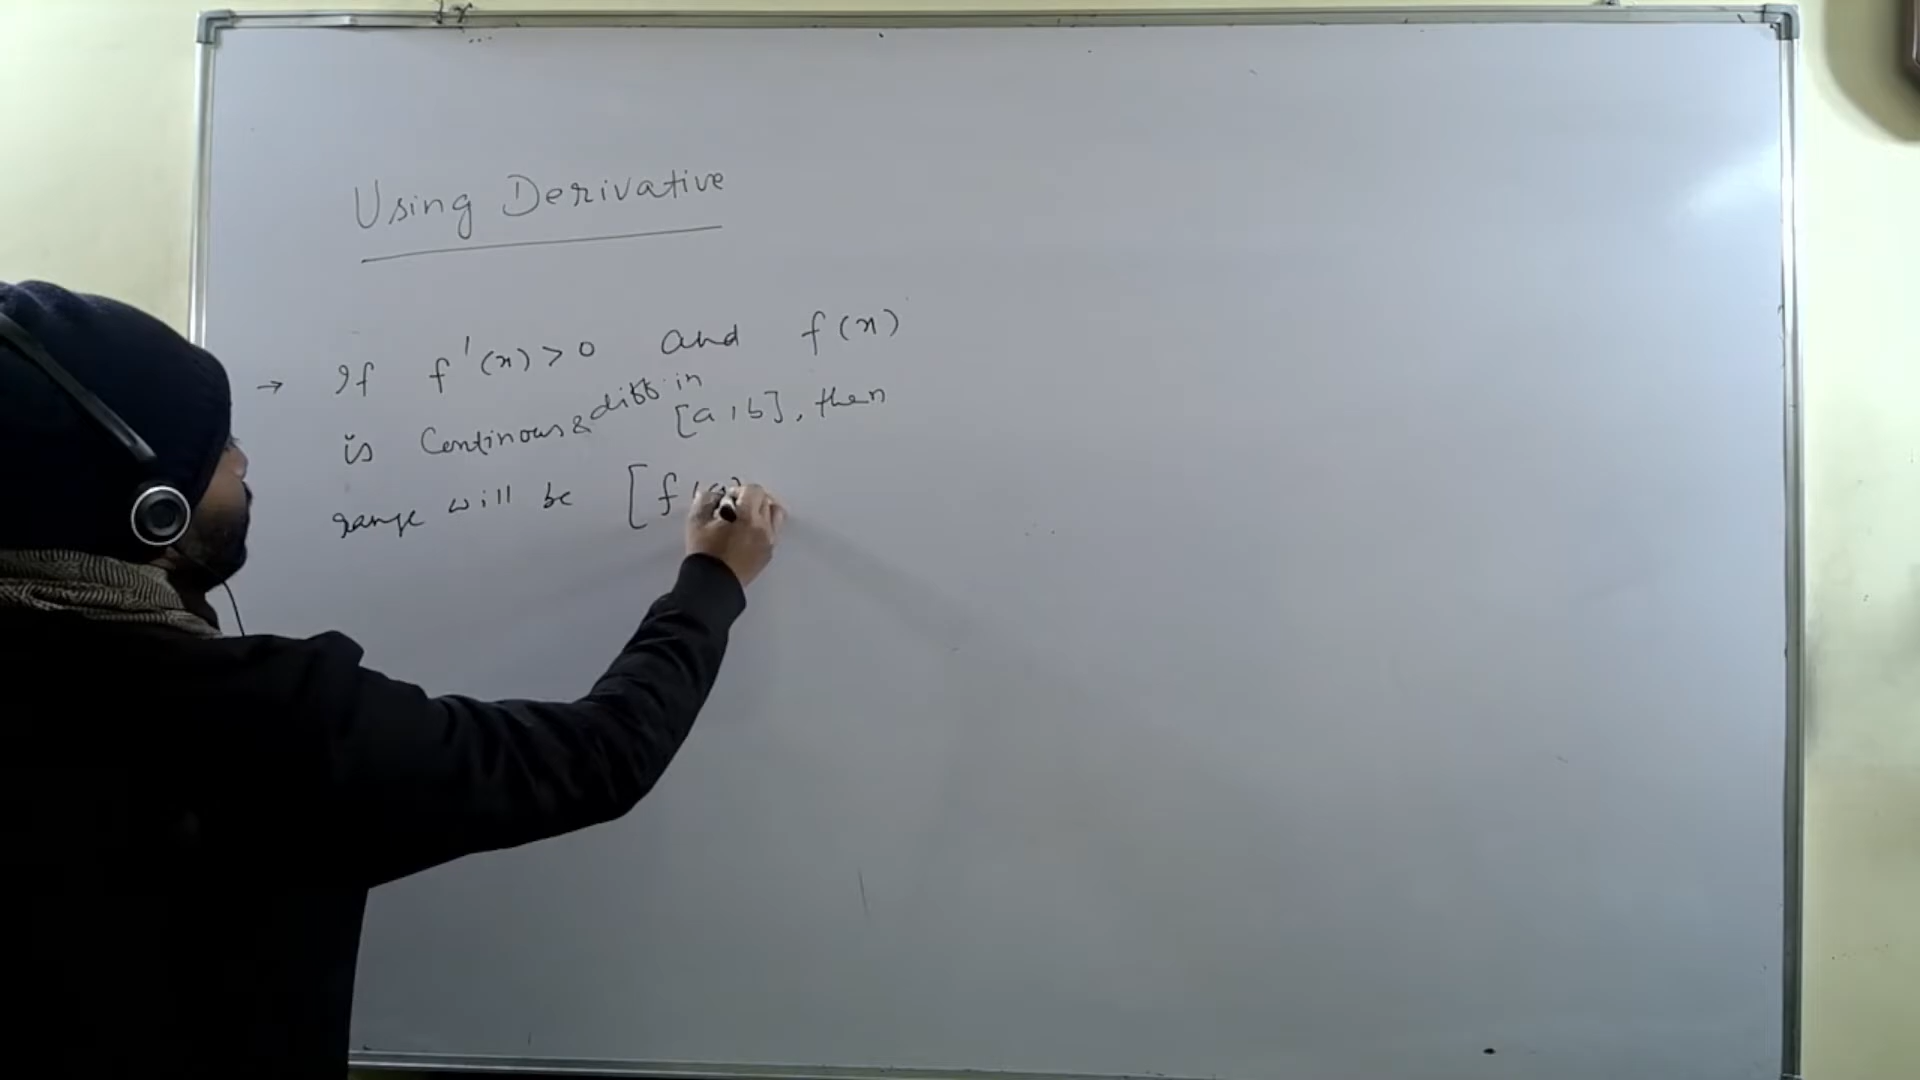 Using Derivative
→ If f'(x) > 0 and f(x)
is Continous & diff. in [a, b], then
range will be [f(a)